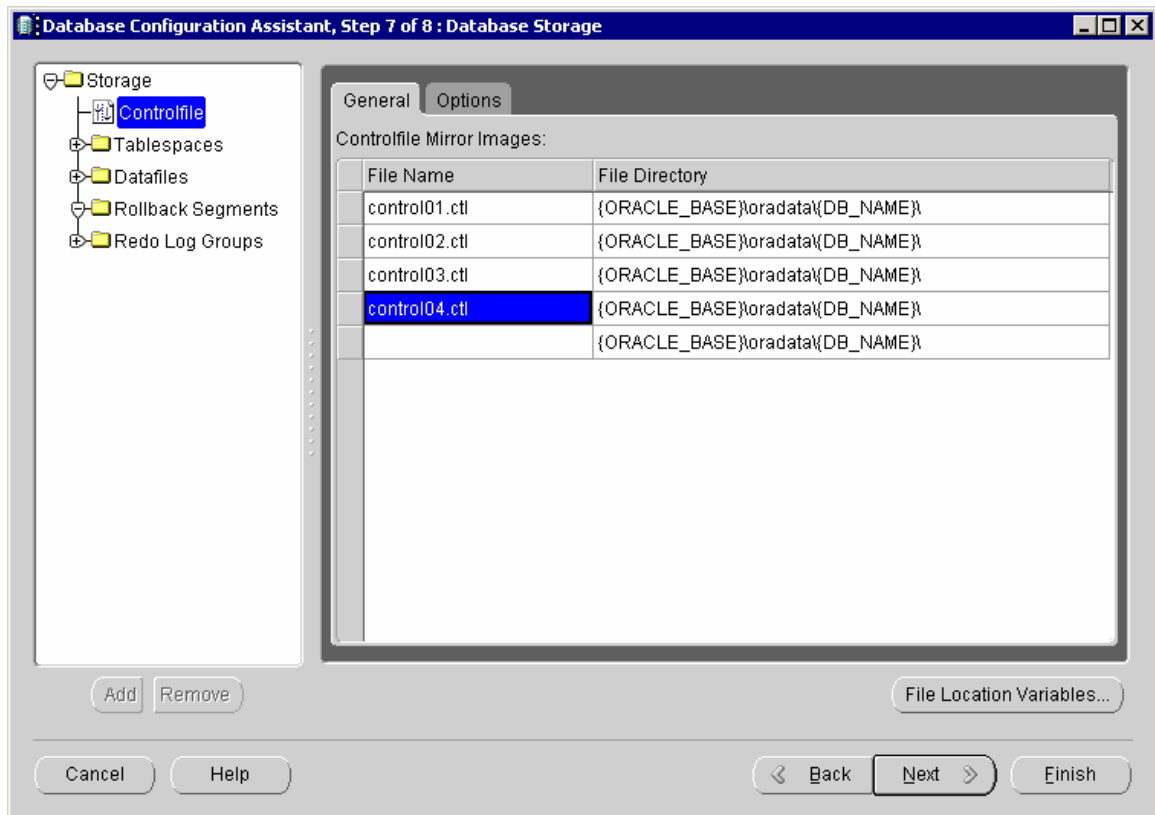 Database Configuration Assistant, Step 7 of 8 : Database Storage
Storage
Controlfile
Tablespaces
Datafiles
Rollback Segments
Redo Log Groups
General Options
Controlfile Mirror Images:
File Name File Directory
control01.ctl {ORACLE_BASE}\oradata\{DB_NAME}\
control02.ctl {ORACLE_BASE}\oradata\{DB_NAME}\
control03.ctl {ORACLE_BASE}\oradata\{DB_NAME}\
control04.ctl {ORACLE_BASE}\oradata\{DB_NAME}\
{ORACLE_BASE}\oradata\{DB_NAME}\
Add Remove
File Location Variables...
Cancel Help Back Next Finish